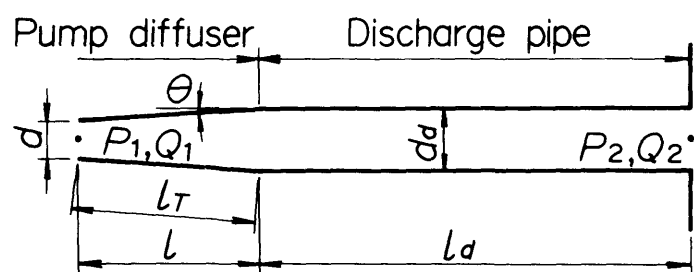 Pump diffuser Discharge pipe
θ
d P1,Q1 dd P2,Q2
lT
l ld